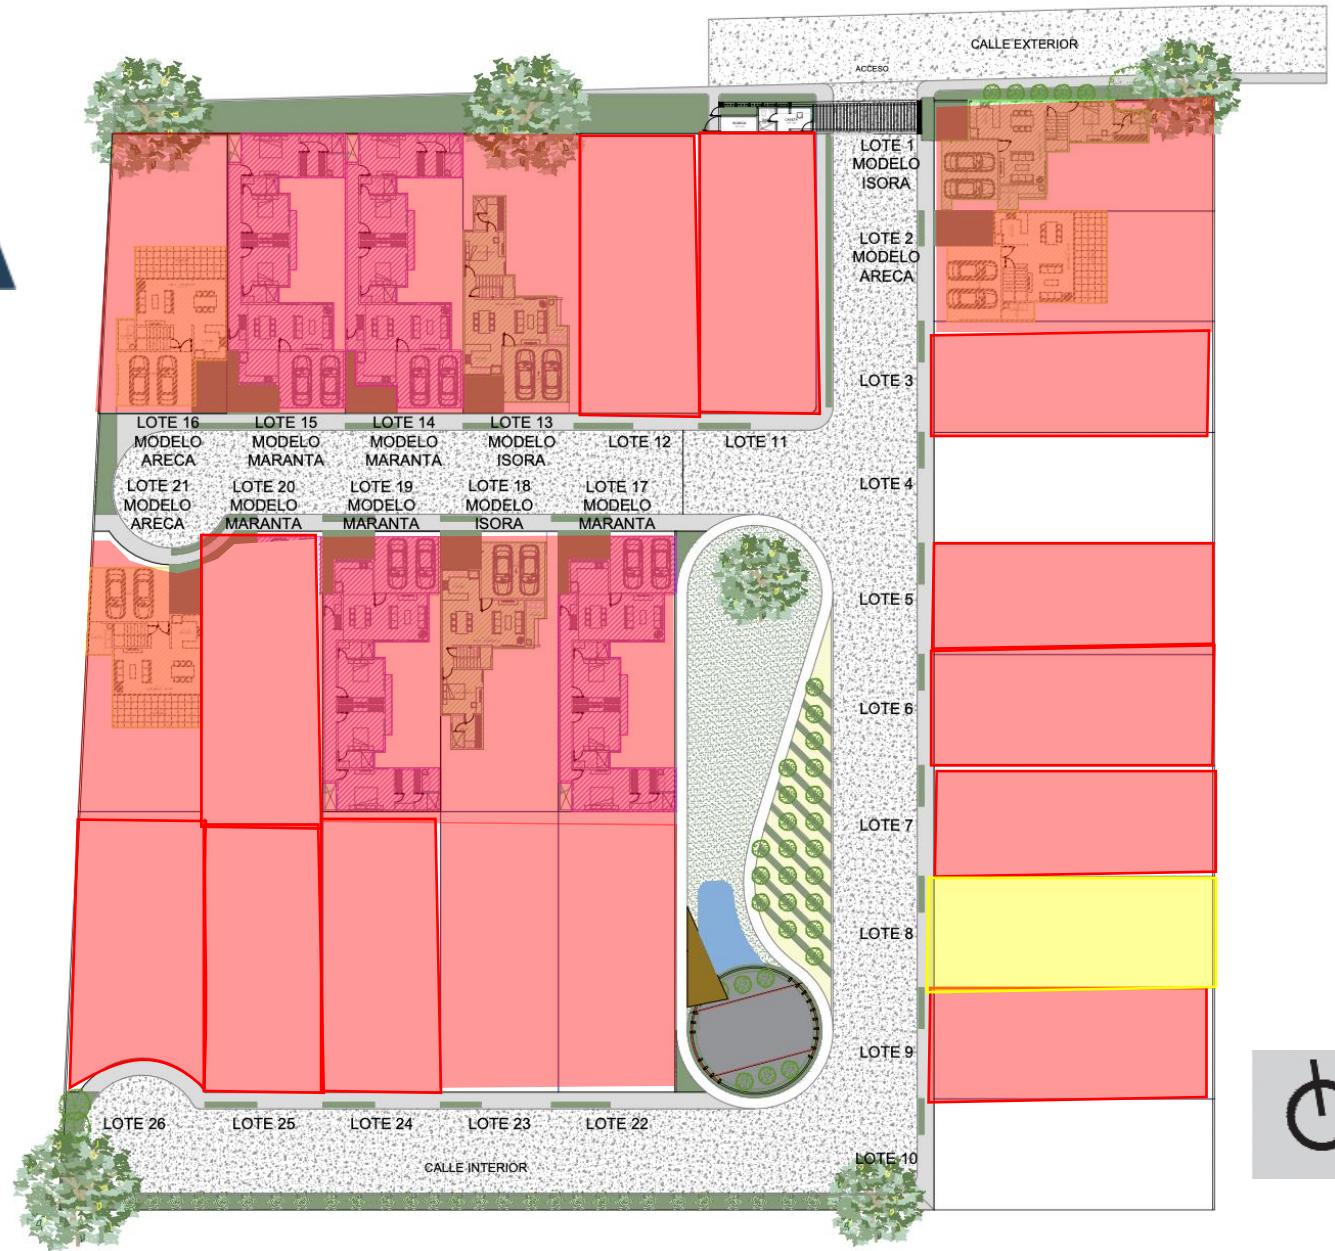 CALLE EXTERIOR
ACCESO
LOTE 1
MODELO
ISORA
LOTE 2
MODELO
ARECA
LOTE 3
LOTE 16
MODELO
ARECA
LOTE 15
MODELO
MARANTA
LOTE 14
MODELO
MARANTA
LOTE 13
MODELO
ISORA
LOTE 12
LOTE 11
LOTE 4
LOTE 21
MODELO
ARECA
LOTE 20
MODELO
MARANTA
LOTE 19
MODELO
MARANTA
LOTE 18
MODELO
ISORA
LOTE 17
MODELO
MARANTA
LOTE 5
LOTE 6
LOTE 7
LOTE 8
LOTE 9
LOTE 26
LOTE 25
LOTE 24
LOTE 23
LOTE 22
LOTE 10
CALLE INTERIOR